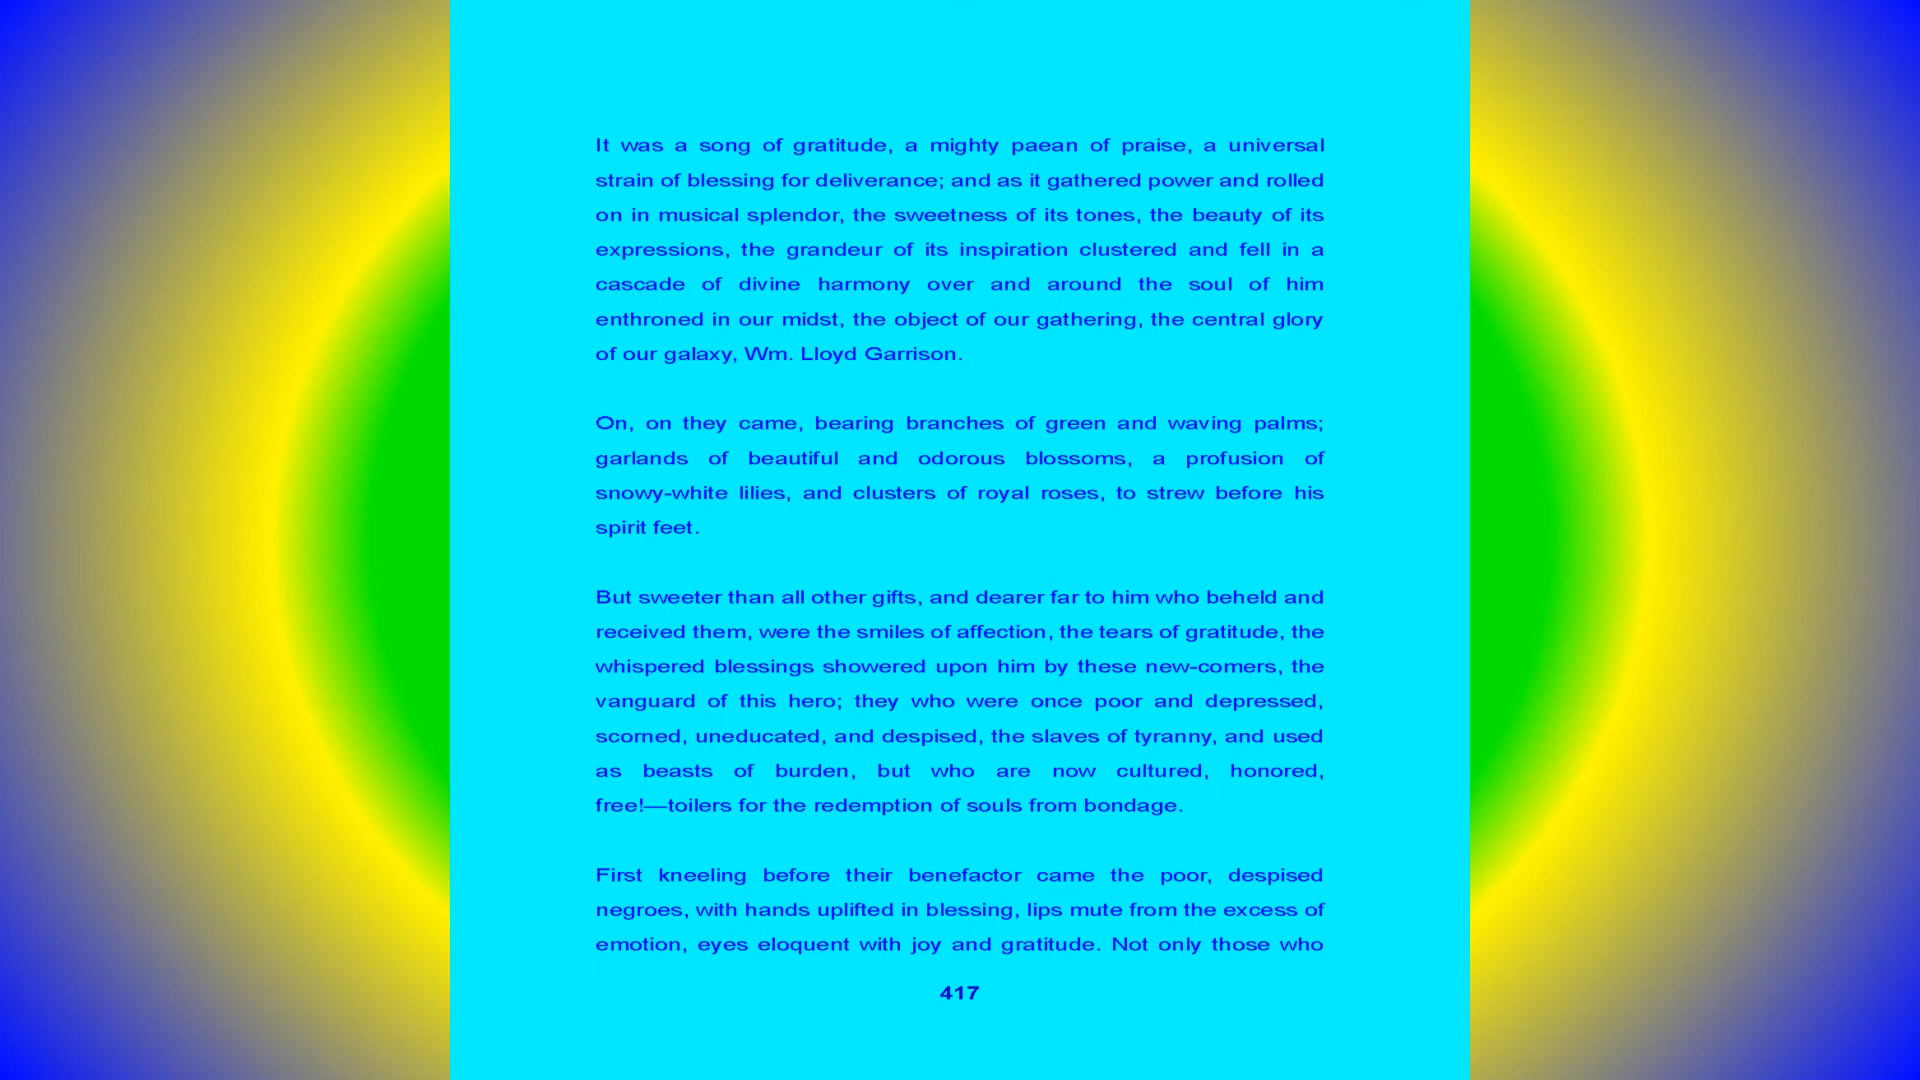 It was a song of gratitude, a mighty paean of praise, a universal
strain of blessing for deliverance; and as it gathered power and rolled
on in musical splendor, the sweetness of its tones, the beauty of its
expressions, the grandeur of its inspiration clustered and fell in a
cascade of divine harmony over and around the soul of him
enthroned in our midst, the object of our gathering, the central glory
of our galaxy, Wm. Lloyd Garrison.
On, on they came, bearing branches of green and waving palms;
garlands of beautiful and odorous blossoms, a profusion of
snowy-white lilies, and clusters of royal roses, to strew before his
spirit feet.
But sweeter than all other gifts, and dearer far to him who beheld and
received them, were the smiles of affection, the tears of gratitude, the
whispered blessings showered upon him by these new-comers, the
vanguard of this hero; they who were once poor and depressed,
scorned, uneducated, and despised, the slaves of tyranny, and used
as beasts of burden, but who are now cultured, honored,
free!—toilers for the redemption of souls from bondage.
First kneeling before their benefactor came the poor, despised
negroes, with hands uplifted in blessing, lips mute from the excess of
emotion, eyes eloquent with joy and gratitude. Not only those who
417